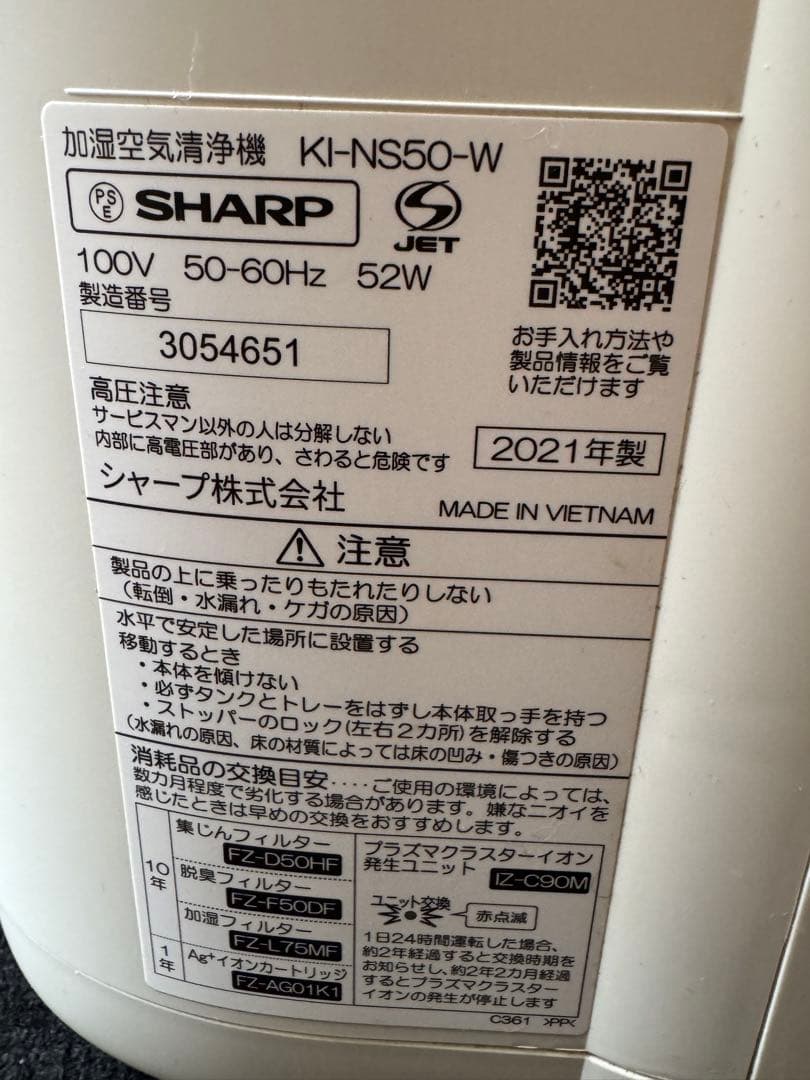 加湿空気清浄機 KI-NS50-W
PSE SHARP JET
100V 50-60Hz 52W
製造番号
3054651
お手入れ方法や
製品情報をご覧
いただけます
高圧注意
サービスマン以外の人は分解しない
内部に高電圧部があり、さわると危険です
2021年製
シャープ株式会社
MADE IN VIETNAM
注意
製品の上に乗ったりもたれたりしない
（転倒・水漏れ・ケガの原因）
水平で安定した場所に設置する
移動するとき
・本体を傾けない
・必ずタンクとトレーをはずし本体取っ手を持つ
・ストッパーのロック(左右２カ所)を解除する
(水漏れの原因、床の材質によっては床の凹み・傷つきの原因)
消耗品の交換目安････ご使用の環境によっては、
数カ月程度で劣化する場合があります。嫌なニオイを
感じたときは早めの交換をおすすめします。
10年
集じんフィルター
FZ-D50HF
脱臭フィルター
FZ-F50DF
加湿フィルター
FZ-L75MF
1年
Ag⁺イオンカートリッジ
FZ-AG01K1
プラズマクラスターイオン
発生ユニット IZ-C90M
ユニット交換
赤点滅
1日24時間運転した場合、
約2年経過すると交換時期を
お知らせし、約2年2カ月経過
するとプラズマクラスター
イオンの発生が停止します
C361 >PP<